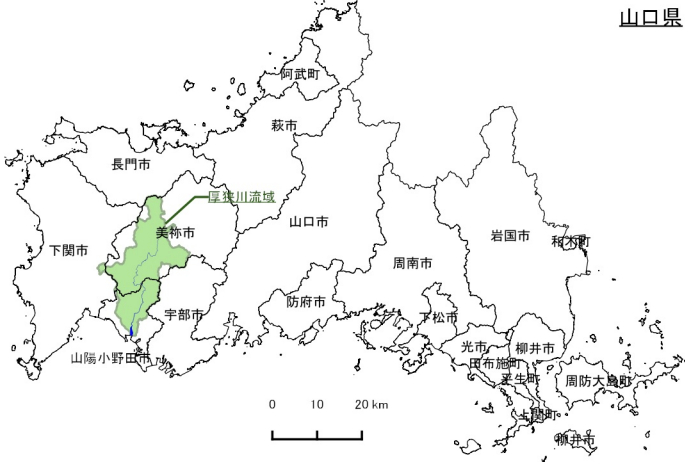 山口県
阿武町
萩市
長門市
厚狭川流域
美祢市
山口市
岩国市
和木町
下関市
周南市
防府市
宇部市
下松市
光市
柳井市
山陽小野田市
田布施町
平生町
周防大島町
上関町
柳井市
0 10 20 km